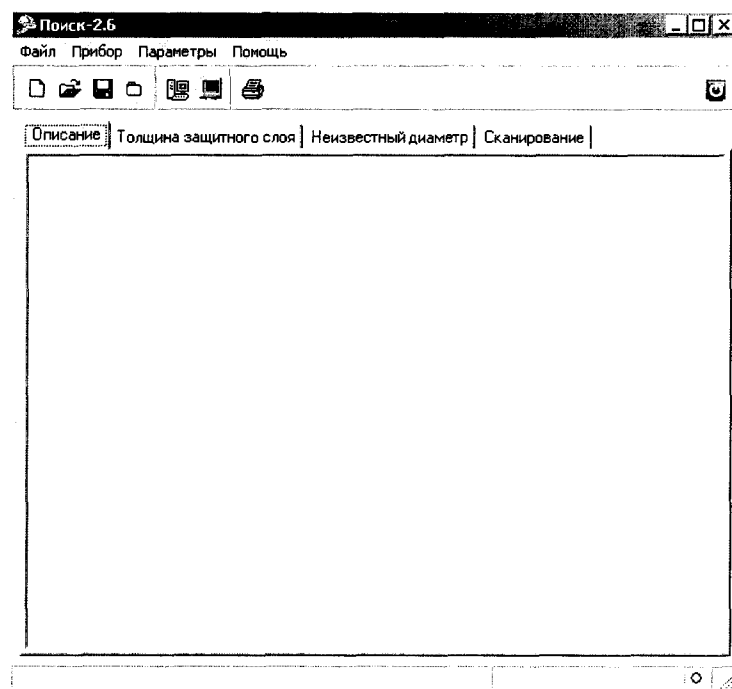 Поиск-2.6
Файл Прибор Параметры Помощь
Описание Толщина защитного слоя Неизвестный диаметр Сканирование